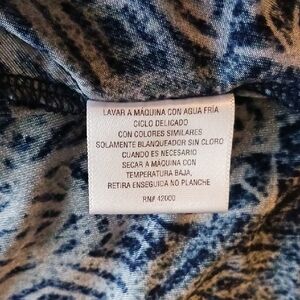 LAVAR A MÁQUINA CON AGUA FRÍA
CICLO DELICADO
CON COLORES SIMILARES
SOLAMENTE BLANQUEADOR SIN CLORO
CUANDO ES NECESARIO
SECAR A MAQUINA CON
TEMPERATURA BAJA,
RETIRA ENSEGUIDA NO PLANCHE
RN# 42000